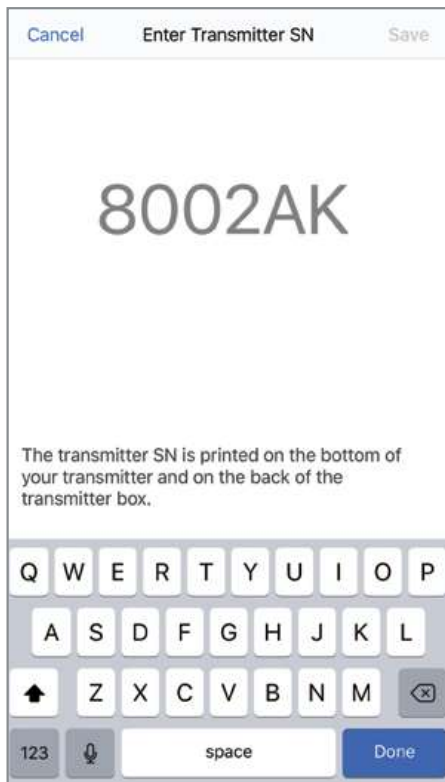 Cancel Enter Transmitter SN Save
8002AK
The transmitter SN is printed on the bottom of
your transmitter and on the back of the
transmitter box.
Q W E R T Y U I O P
A S D F G H J K L
Z X C V B N M
123 space Done